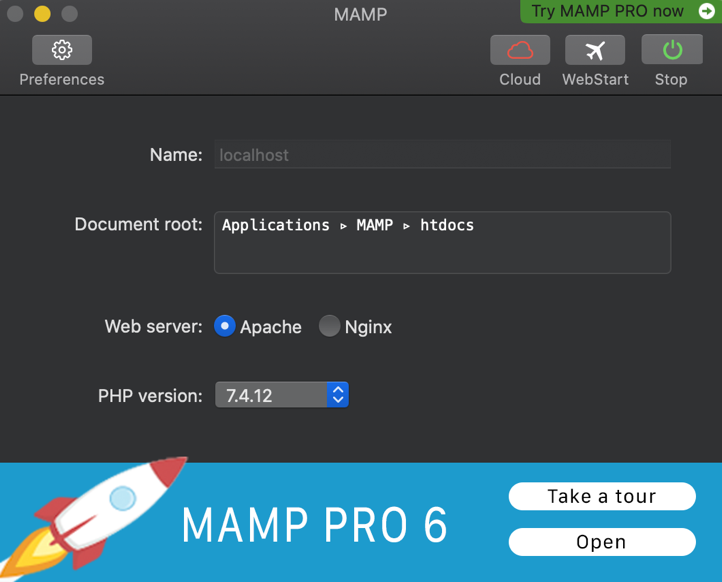 MAMP
Try MAMP PRO now
Preferences
Cloud
WebStart
Stop
Name: localhost
Document root: Applications ▹ MAMP ▹ htdocs
Web server: Apache Nginx
PHP version: 7.4.12
MAMP PRO 6
Take a tour
Open